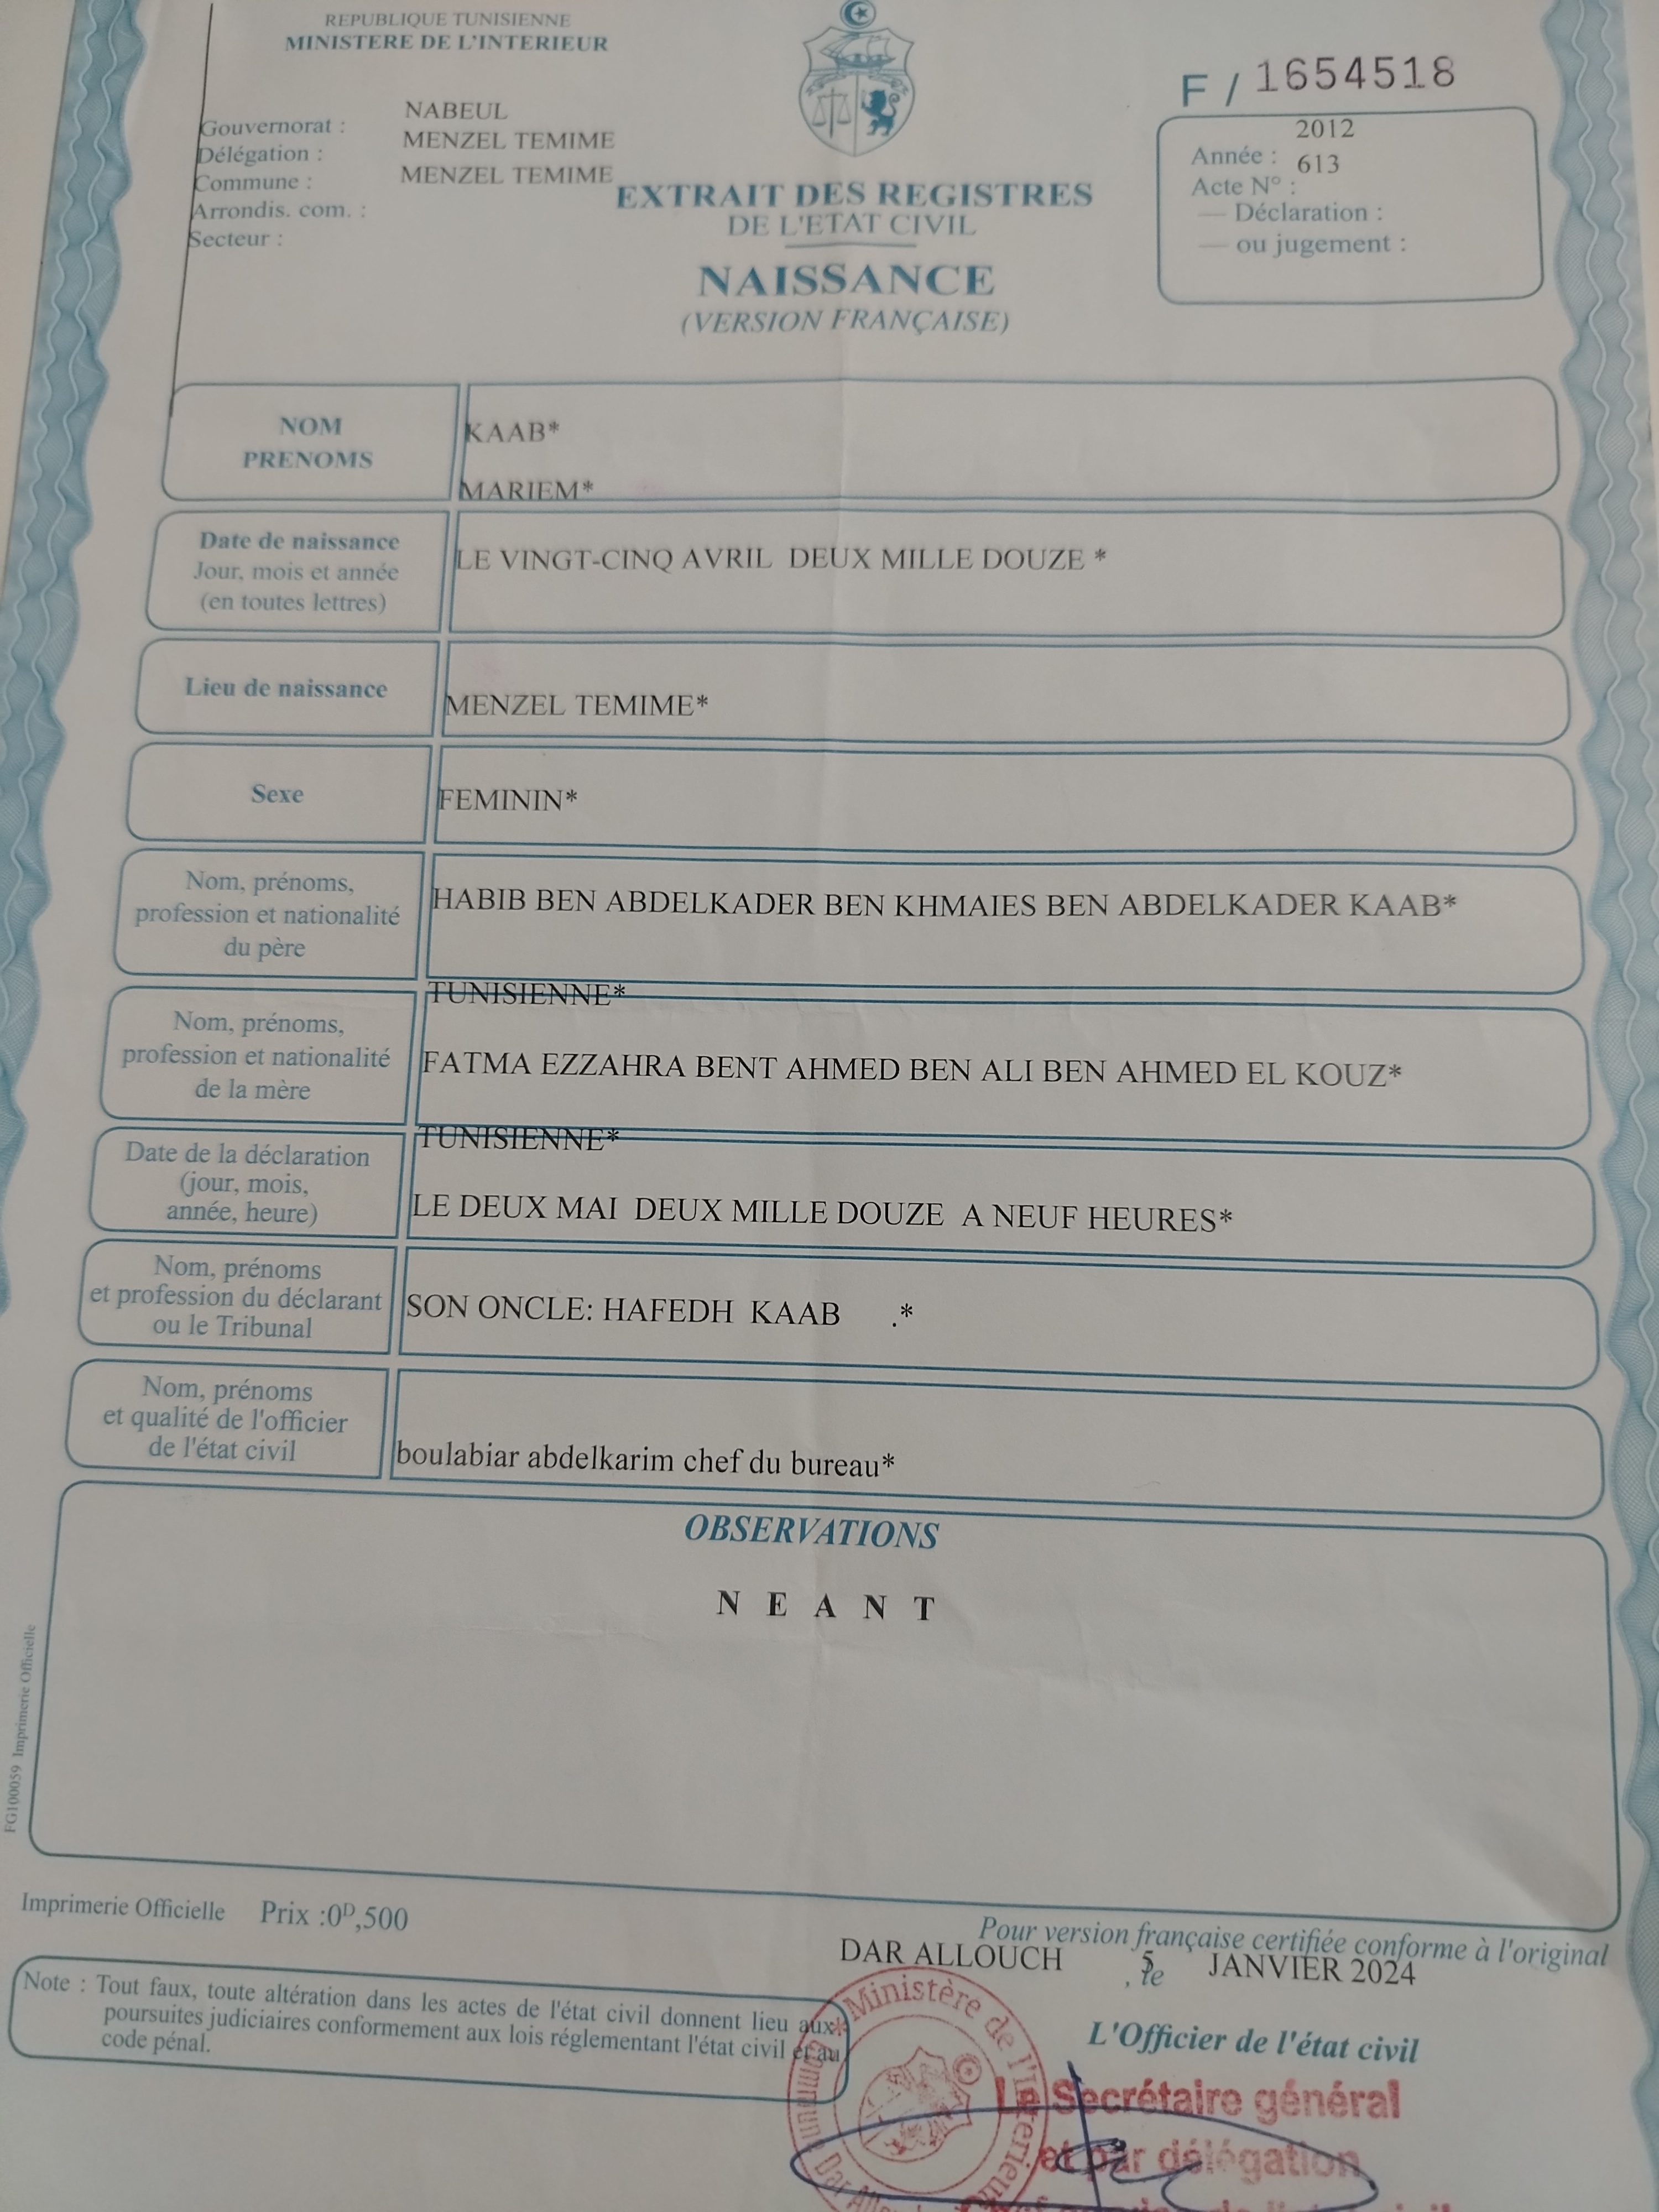 REPUBLIQUE TUNISIENNE
MINISTERE DE L'INTERIEUR
F / 1654518
Gouvernorat : NABEUL
Délégation : MENZEL TEMIME
Commune : MENZEL TEMIME
Arrondis. com. :
Secteur :
EXTRAIT DES REGISTRES
DE L'ETAT CIVIL
NAISSANCE
(VERSION FRANÇAISE)
Année : 2012
Acte N° : 613
— Déclaration :
— ou jugement :
NOM
PRENOMS
KAAB*
MARIEM*
Date de naissance
Jour, mois et année
(en toutes lettres)
LE VINGT-CINQ AVRIL DEUX MILLE DOUZE *
Lieu de naissance
MENZEL TEMIME*
Sexe
FEMININ*
Nom, prénoms,
profession et nationalité
du père
HABIB BEN ABDELKADER BEN KHMAIES BEN ABDELKADER KAAB*
TUNISIENNE*
Nom, prénoms,
profession et nationalité
de la mère
FATMA EZZAHRA BENT AHMED BEN ALI BEN AHMED EL KOUZ*
TUNISIENNE*
Date de la déclaration
(jour, mois,
année, heure)
LE DEUX MAI DEUX MILLE DOUZE A NEUF HEURES*
Nom, prénoms
et profession du déclarant
ou le Tribunal
SON ONCLE: HAFEDH KAAB .*
Nom, prénoms
et qualité de l'officier
de l'état civil
boulabiar abdelkarim chef du bureau*
OBSERVATIONS
N E A N T
FG100059 Imprimerie Officielle
Imprimerie Officielle Prix :0D,500
Pour version française certifiée conforme à l'original
DAR ALLOUCH , le 5 JANVIER 2024
Note : Tout faux, toute altération dans les actes de l'état civil donnent lieu aux
poursuites judiciaires conformement aux lois réglementant l'état civil et au
code pénal.
L'Officier de l'état civil
Ministère de l'Interieur
Commune Dar
Le Secrétaire général
et par délégation